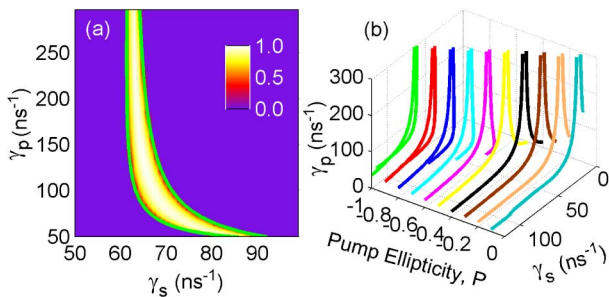 (a)
1.0
0.5
0.0
250
200
150
100
50
γp (ns⁻¹)
50 60 70 80 90
γs (ns⁻¹)
(b)
300
200
100
0
γp (ns⁻¹)
-1 -0.8 -0.6 -0.4 -0.2 0
Pump Ellipticity, P
100 50 0
γs (ns⁻¹)